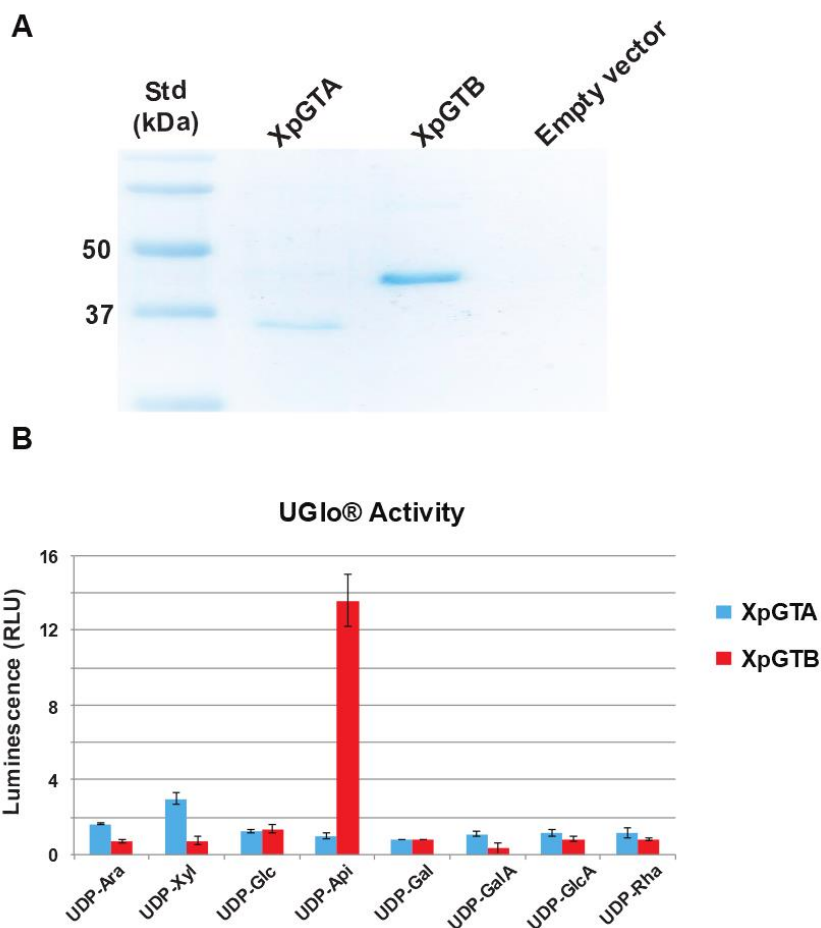 A
Std
(kDa)
XpGTA
XpGTB
Empty vector
50
37
B
UGlo® Activity
Luminescence (RLU)
16
12
8
4
0
UDP-Ara
UDP-Xyl
UDP-Glc
UDP-Api
UDP-Gal
UDP-GalA
UDP-GlcA
UDP-Rha
XpGTA
XpGTB